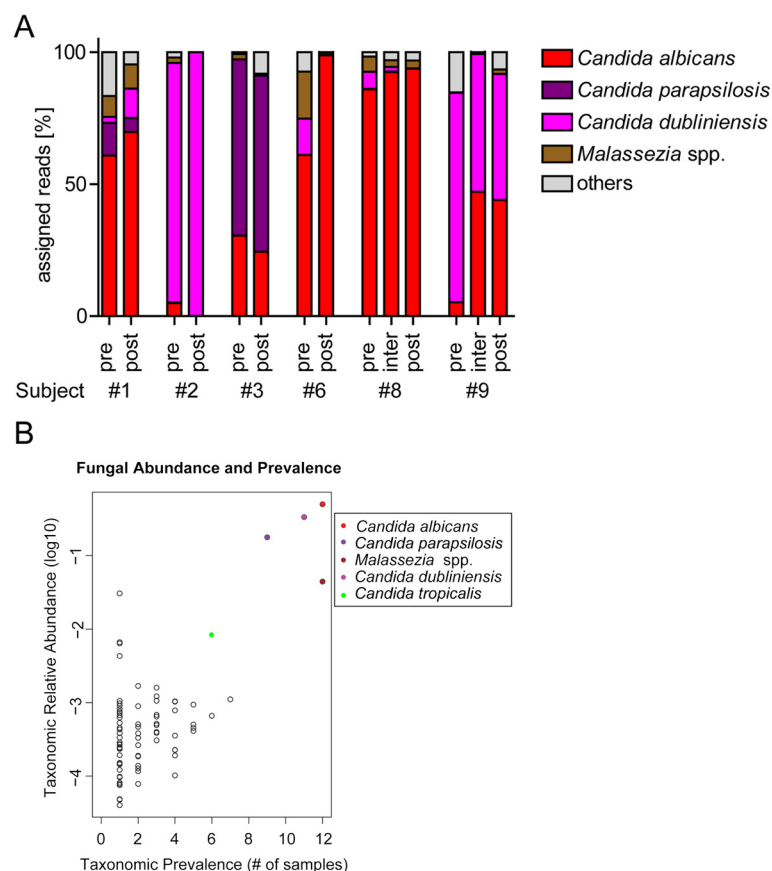 A
100
50
0
assigned reads [%]
Candida albicans
Candida parapsilosis
Candida dubliniensis
Malassezia spp.
others
pre post pre post pre post pre post pre inter post pre inter post
Subject #1 #2 #3 #6 #8 #9
B
Fungal Abundance and Prevalence
Taxonomic Relative Abundance (log10)
−1
−2
−3
−4
Candida albicans
Candida parapsilosis
Malassezia spp.
Candida dubliniensis
Candida tropicalis
0 2 4 6 8 10 12
Taxonomic Prevalence (# of samples)